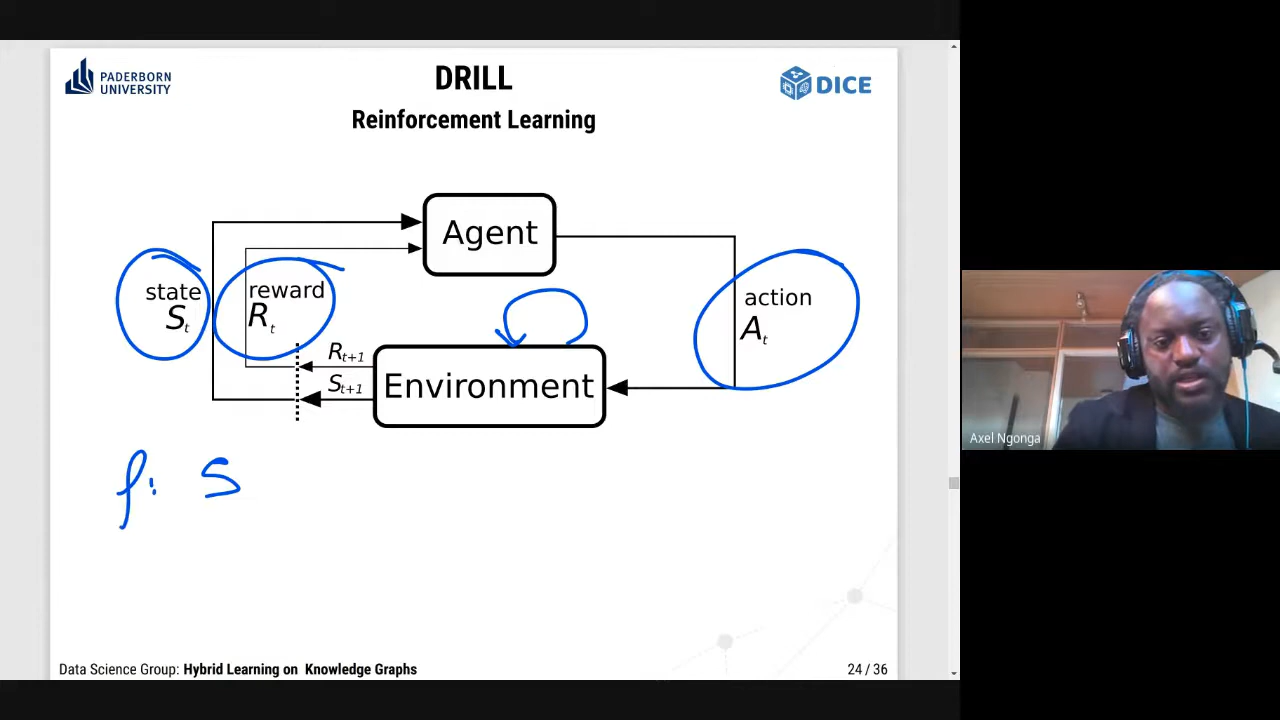 PADERBORN
UNIVERSITY
DRILL
DICE
Reinforcement Learning
Agent
state
S_t
reward
R_t
action
A_t
R_t+1
S_t+1
Environment
f: S
Axel Ngonga
Data Science Group: Hybrid Learning on Knowledge Graphs
24 / 36